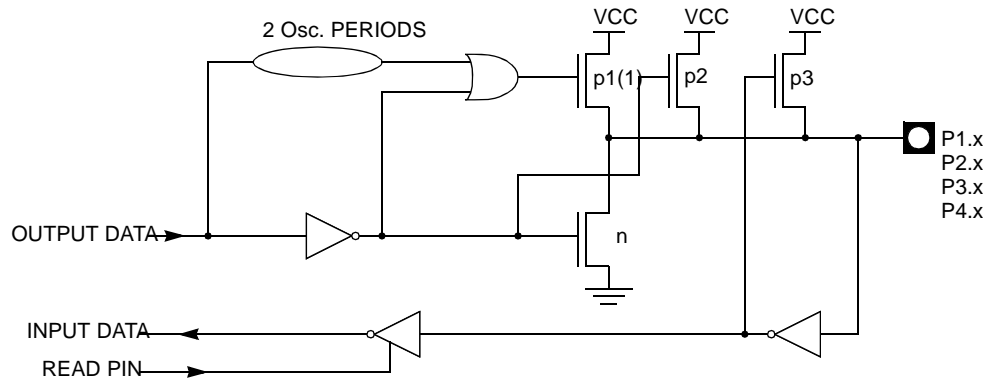 2 Osc. PERIODS
VCC
VCC
VCC
p1(1)
p2
p3
P1.x
P2.x
P3.x
P4.x
OUTPUT DATA
n
INPUT DATA
READ PIN